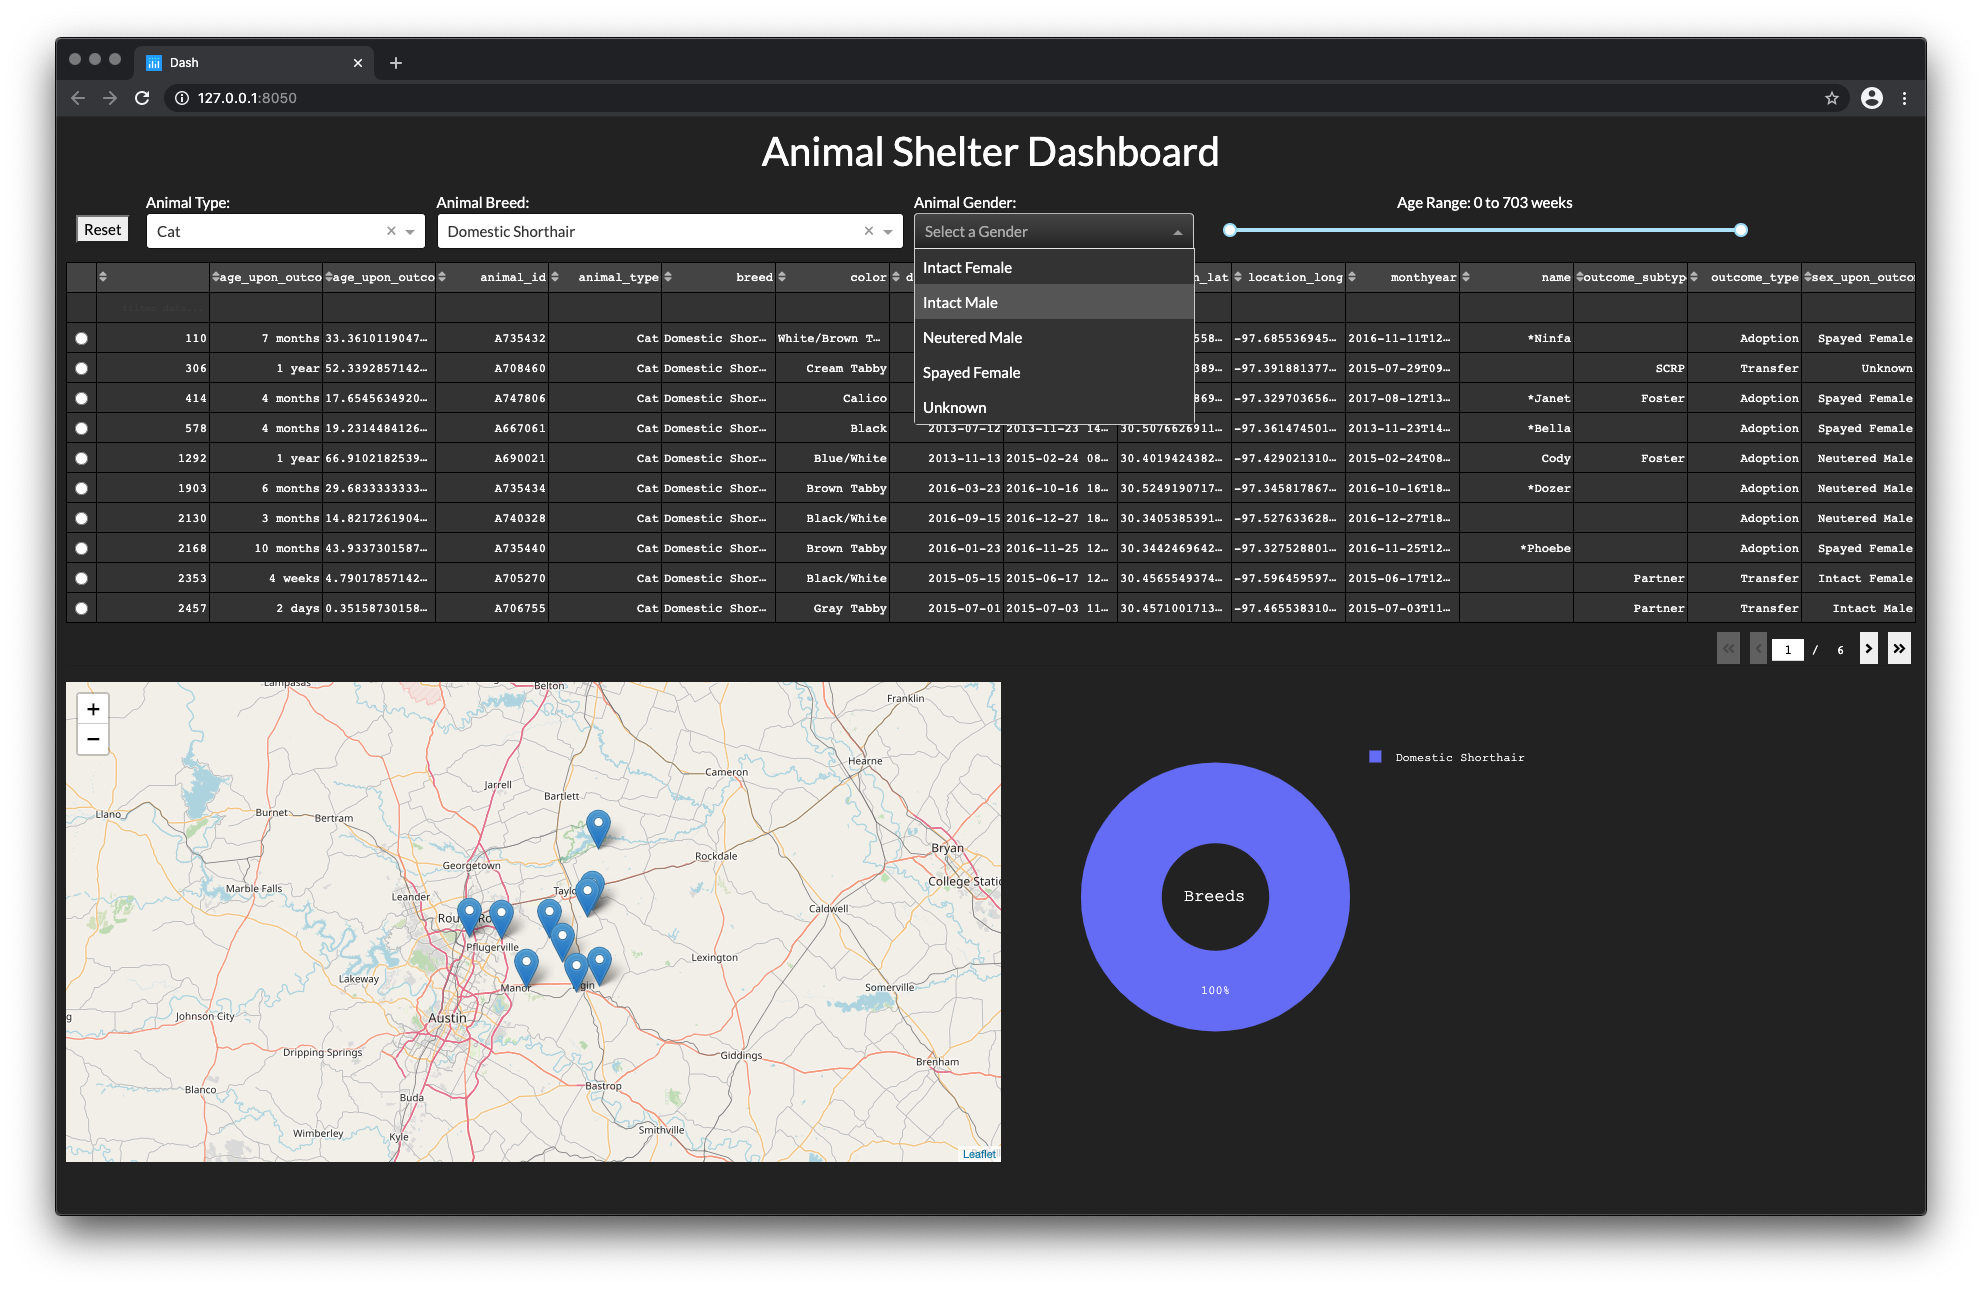 Dash
127.0.0.1:8050
Animal Shelter Dashboard
Reset
Animal Type:
Cat
Animal Breed:
Domestic Shorthair
Animal Gender:
Select a Gender
Intact Female
Intact Male
Neutered Male
Spayed Female
Unknown
Age Range: 0 to 703 weeks
age_upon_outco age_upon_outco animal_id animal_type breed color d n_lat location_long monthyear name outcome_subtyp outcome_type sex_upon_outco
filter data...
110 7 months 33.3610119047… A735432 Cat Domestic Shor… White/Brown T… 558… -97.685536945… 2016-11-11T12… *Ninfa Adoption Spayed Female
306 1 year 52.3392857142… A708460 Cat Domestic Shor… Cream Tabby 389… -97.391881377… 2015-07-29T09… SCRP Transfer Unknown
414 4 months 17.6545634920… A747806 Cat Domestic Shor… Calico 869… -97.329703656… 2017-08-12T13… *Janet Foster Adoption Spayed Female
578 4 months 19.2314484126… A667061 Cat Domestic Shor… Black 2013-07-12 2013-11-23 14… 30.5076626911… -97.361474501… 2013-11-23T14… *Bella Adoption Spayed Female
1292 1 year 66.9102182539… A690021 Cat Domestic Shor… Blue/White 2013-11-13 2015-02-24 08… 30.4019424382… -97.429021310… 2015-02-24T08… Cody Foster Adoption Neutered Male
1903 6 months 29.6833333333… A735434 Cat Domestic Shor… Brown Tabby 2016-03-23 2016-10-16 18… 30.5249190717… -97.345817867… 2016-10-16T18… *Dozer Adoption Neutered Male
2130 3 months 14.8217261904… A740328 Cat Domestic Shor… Black/White 2016-09-15 2016-12-27 18… 30.3405385391… -97.527633628… 2016-12-27T18… Adoption Neutered Male
2168 10 months 43.9337301587… A735440 Cat Domestic Shor… Brown Tabby 2016-01-23 2016-11-25 12… 30.3442469642… -97.327528801… 2016-11-25T12… *Phoebe Adoption Spayed Female
2353 4 weeks 4.79017857142… A705270 Cat Domestic Shor… Black/White 2015-05-15 2015-06-17 12… 30.4565549374… -97.596459597… 2015-06-17T12… Partner Transfer Intact Female
2457 2 days 0.35158730158… A706755 Cat Domestic Shor… Gray Tabby 2015-07-01 2015-07-03 11… 30.4571001713… -97.465538310… 2015-07-03T11… Partner Transfer Intact Male
1 / 6
+
−
Lampasas
Belton
Franklin
Hearne
Cameron
Jarrell
Bartlett
Llano
Burnet
Bertram
Bryan
Rockdale
Georgetown
College Static
Marble Falls
Taylo
Leander
Caldwell
Rou Ro
Pflugerville
Lexington
Lakeway
Manor
gin
Somerville
g
Johnson City
Austin
Dripping Springs
Giddings
Brenham
Blanco
Bastrop
Buda
Smithville
Wimberley
Kyle
Leaflet
Domestic Shorthair
Breeds
100%